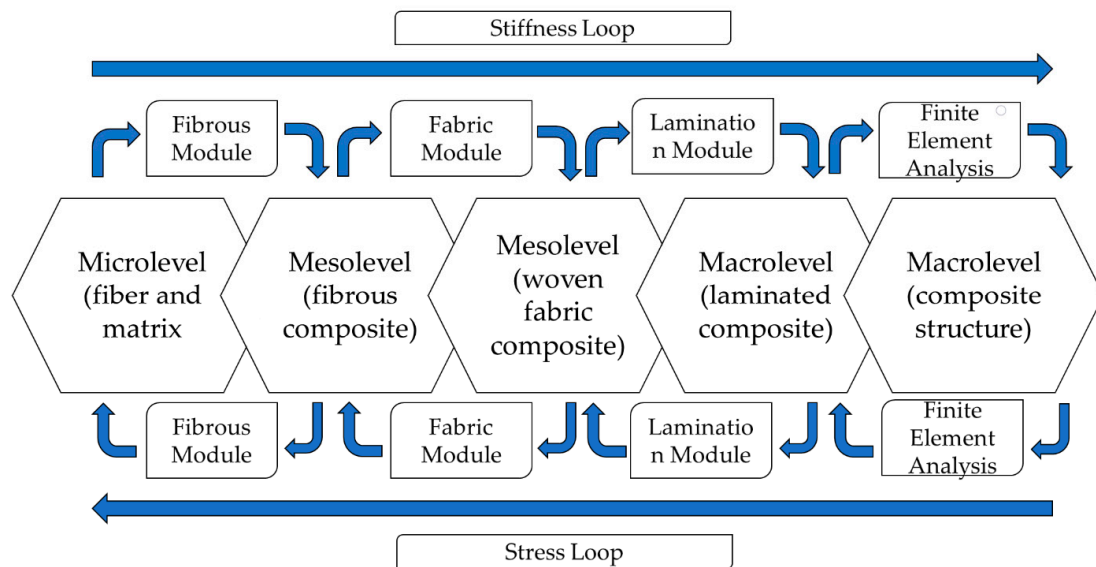 Stiffness Loop
Fibrous
Module
Fabric
Module
Laminatio
n Module
Finite
Element
Analysis
Microlevel
(fiber and
matrix
Mesolevel
(fibrous
composite)
Mesolevel
(woven
fabric
composite)
Macrolevel
(laminated
composite)
Macrolevel
(composite
structure)
Fibrous
Module
Fabric
Module
Laminatio
n Module
Finite
Element
Analysis
Stress Loop